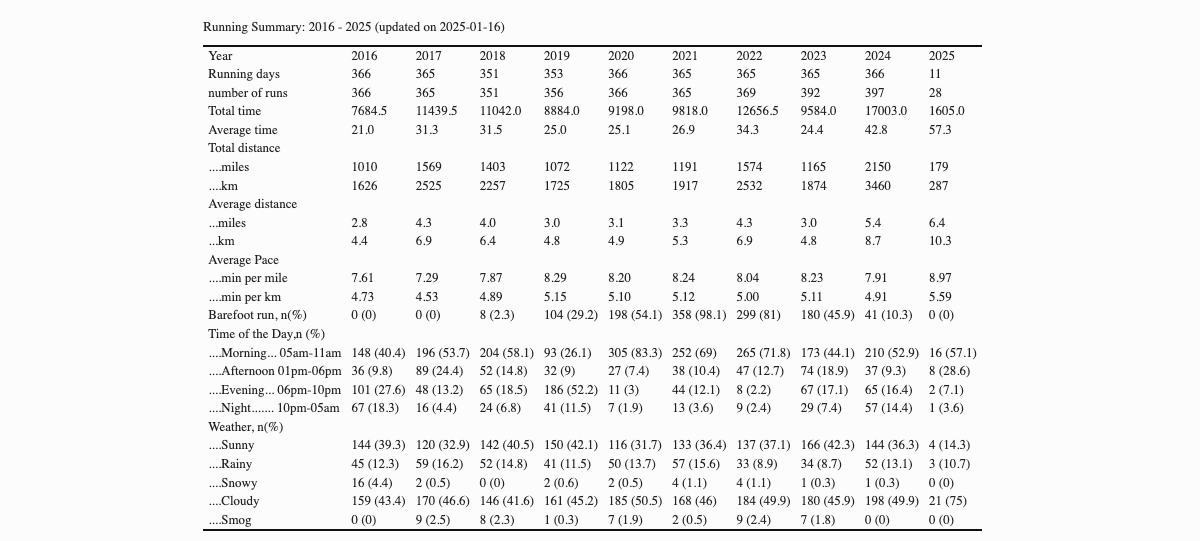 Running Summary: 2016 - 2025 (updated on 2025-01-16)
Year 2016 2017 2018 2019 2020 2021 2022 2023 2024 2025
Running days 366 365 351 353 366 365 365 365 366 11
number of runs 366 365 351 356 366 365 369 392 397 28
Total time 7684.5 11439.5 11042.0 8884.0 9198.0 9818.0 12656.5 9584.0 17003.0 1605.0
Average time 21.0 31.3 31.5 25.0 25.1 26.9 34.3 24.4 42.8 57.3
Total distance
....miles 1010 1569 1403 1072 1122 1191 1574 1165 2150 179
....km 1626 2525 2257 1725 1805 1917 2532 1874 3460 287
Average distance
...miles 2.8 4.3 4.0 3.0 3.1 3.3 4.3 3.0 5.4 6.4
...km 4.4 6.9 6.4 4.8 4.9 5.3 6.9 4.8 8.7 10.3
Average Pace
....min per mile 7.61 7.29 7.87 8.29 8.20 8.24 8.04 8.23 7.91 8.97
....min per km 4.73 4.53 4.89 5.15 5.10 5.12 5.00 5.11 4.91 5.59
Barefoot run, n(%) 0 (0) 0 (0) 8 (2.3) 104 (29.2) 198 (54.1) 358 (98.1) 299 (81) 180 (45.9) 41 (10.3) 0 (0)
Time of the Day,n (%)
....Morning... 05am-11am 148 (40.4) 196 (53.7) 204 (58.1) 93 (26.1) 305 (83.3) 252 (69) 265 (71.8) 173 (44.1) 210 (52.9) 16 (57.1)
....Afternoon 01pm-06pm 36 (9.8) 89 (24.4) 52 (14.8) 32 (9) 27 (7.4) 38 (10.4) 47 (12.7) 74 (18.9) 37 (9.3) 8 (28.6)
....Evening... 06pm-10pm 101 (27.6) 48 (13.2) 65 (18.5) 186 (52.2) 11 (3) 44 (12.1) 8 (2.2) 67 (17.1) 65 (16.4) 2 (7.1)
....Night....... 10pm-05am 67 (18.3) 16 (4.4) 24 (6.8) 41 (11.5) 7 (1.9) 13 (3.6) 9 (2.4) 29 (7.4) 57 (14.4) 1 (3.6)
Weather, n(%)
....Sunny 144 (39.3) 120 (32.9) 142 (40.5) 150 (42.1) 116 (31.7) 133 (36.4) 137 (37.1) 166 (42.3) 144 (36.3) 4 (14.3)
....Rainy 45 (12.3) 59 (16.2) 52 (14.8) 41 (11.5) 50 (13.7) 57 (15.6) 33 (8.9) 34 (8.7) 52 (13.1) 3 (10.7)
....Snowy 16 (4.4) 2 (0.5) 0 (0) 2 (0.6) 2 (0.5) 4 (1.1) 4 (1.1) 1 (0.3) 1 (0.3) 0 (0)
....Cloudy 159 (43.4) 170 (46.6) 146 (41.6) 161 (45.2) 185 (50.5) 168 (46) 184 (49.9) 180 (45.9) 198 (49.9) 21 (75)
....Smog 0 (0) 9 (2.5) 8 (2.3) 1 (0.3) 7 (1.9) 2 (0.5) 9 (2.4) 7 (1.8) 0 (0) 0 (0)